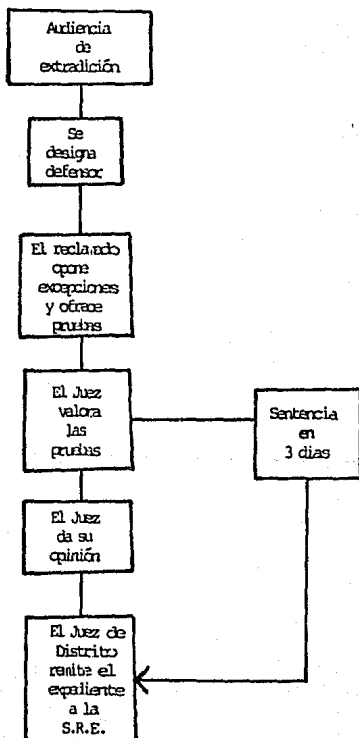 Audiencia
de
extradición
Se
designa
defensor
El reclamado
opone
excepciones
y ofrece
pruebas
El Juez
valora
las
pruebas
Sentencia
en
3 dias
El Juez
da su
opinión
El Juez de
Distrito
remite el
expediente
a la
S.R.E.